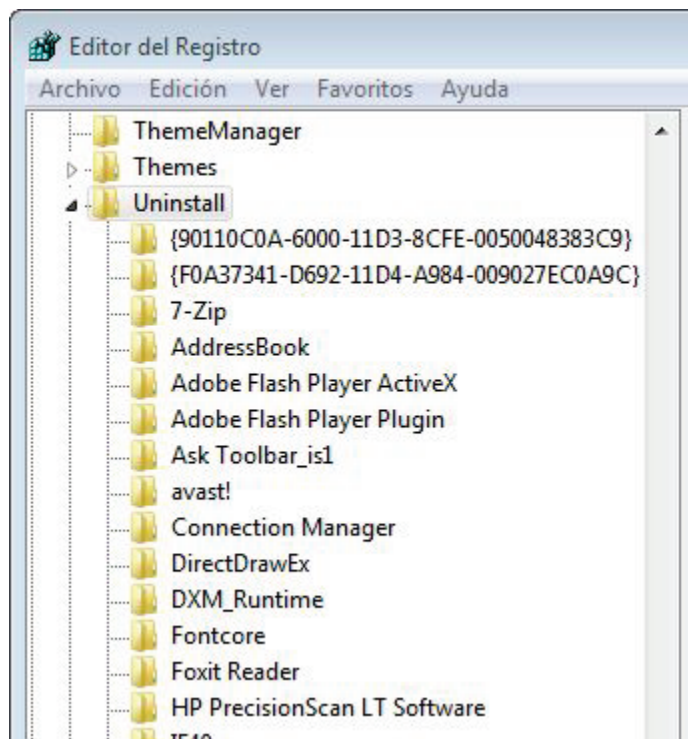 Editor del Registro
Archivo Edición Ver Favoritos Ayuda
ThemeManager
Themes
Uninstall
{90110C0A-6000-11D3-8CFE-0050048383C9}
{F0A37341-D692-11D4-A984-009027EC0A9C}
7-Zip
AddressBook
Adobe Flash Player ActiveX
Adobe Flash Player Plugin
Ask Toolbar_is1
avast!
Connection Manager
DirectDrawEx
DXM_Runtime
Fontcore
Foxit Reader
HP PrecisionScan LT Software